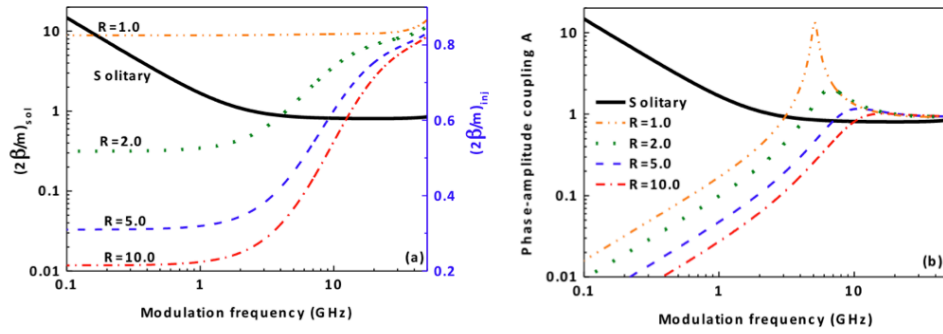 10
1
0.1
0.01
(2β/m)sol
R=1.0
Solitary
R=2.0
R=5.0
R=10.0
(a)
0.8
0.6
0.4
0.2
(2β/m)inj
0.1
1
10
Modulation frequency (GHz)
10
1
0.1
0.01
Phase-amplitude coupling A
Solitary
R=1.0
R=2.0
R=5.0
R=10.0
(b)
0.1
1
10
Modulation frequency (GHz)